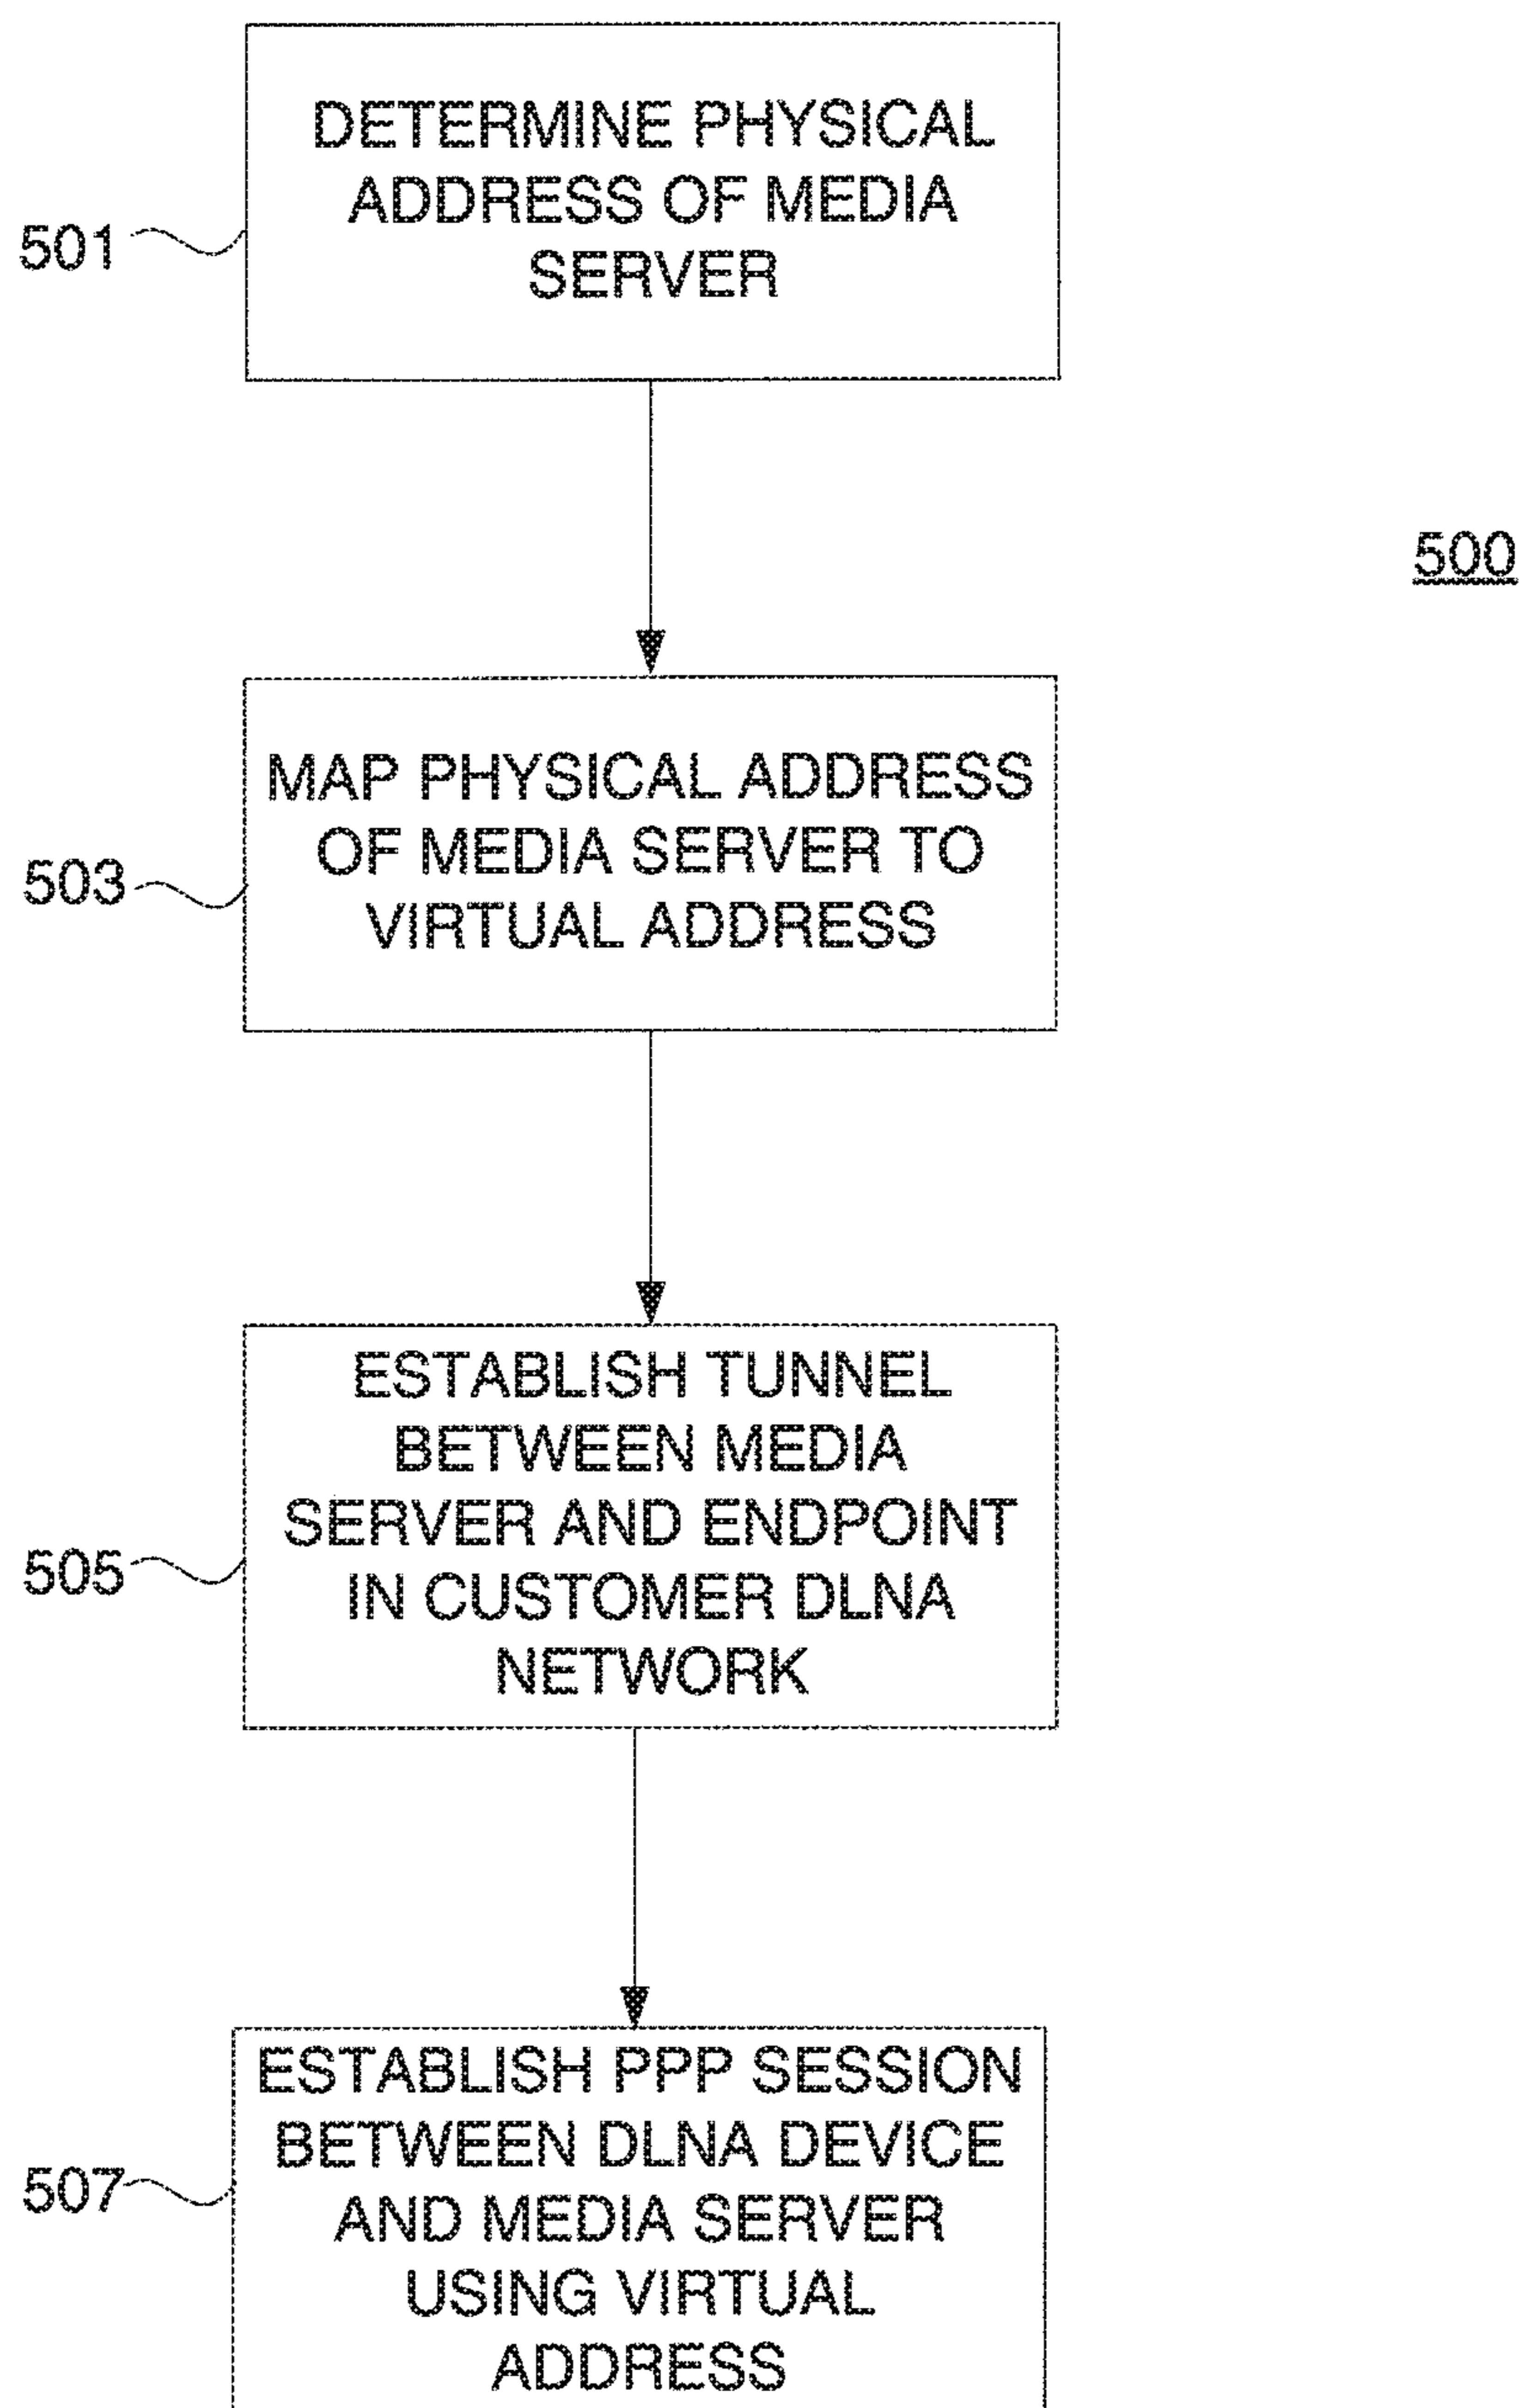 DETERMINE PHYSICAL
ADDRESS OF MEDIA
SERVER
501
500
MAP PHYSICAL ADDRESS
OF MEDIA SERVER TO
VIRTUAL ADDRESS
503
ESTABLISH TUNNEL
BETWEEN MEDIA
SERVER AND ENDPOINT
IN CUSTOMER DLNA
NETWORK
505
ESTABLISH PPP SESSION
BETWEEN DLNA DEVICE
AND MEDIA SERVER
USING VIRTUAL
ADDRESS
507